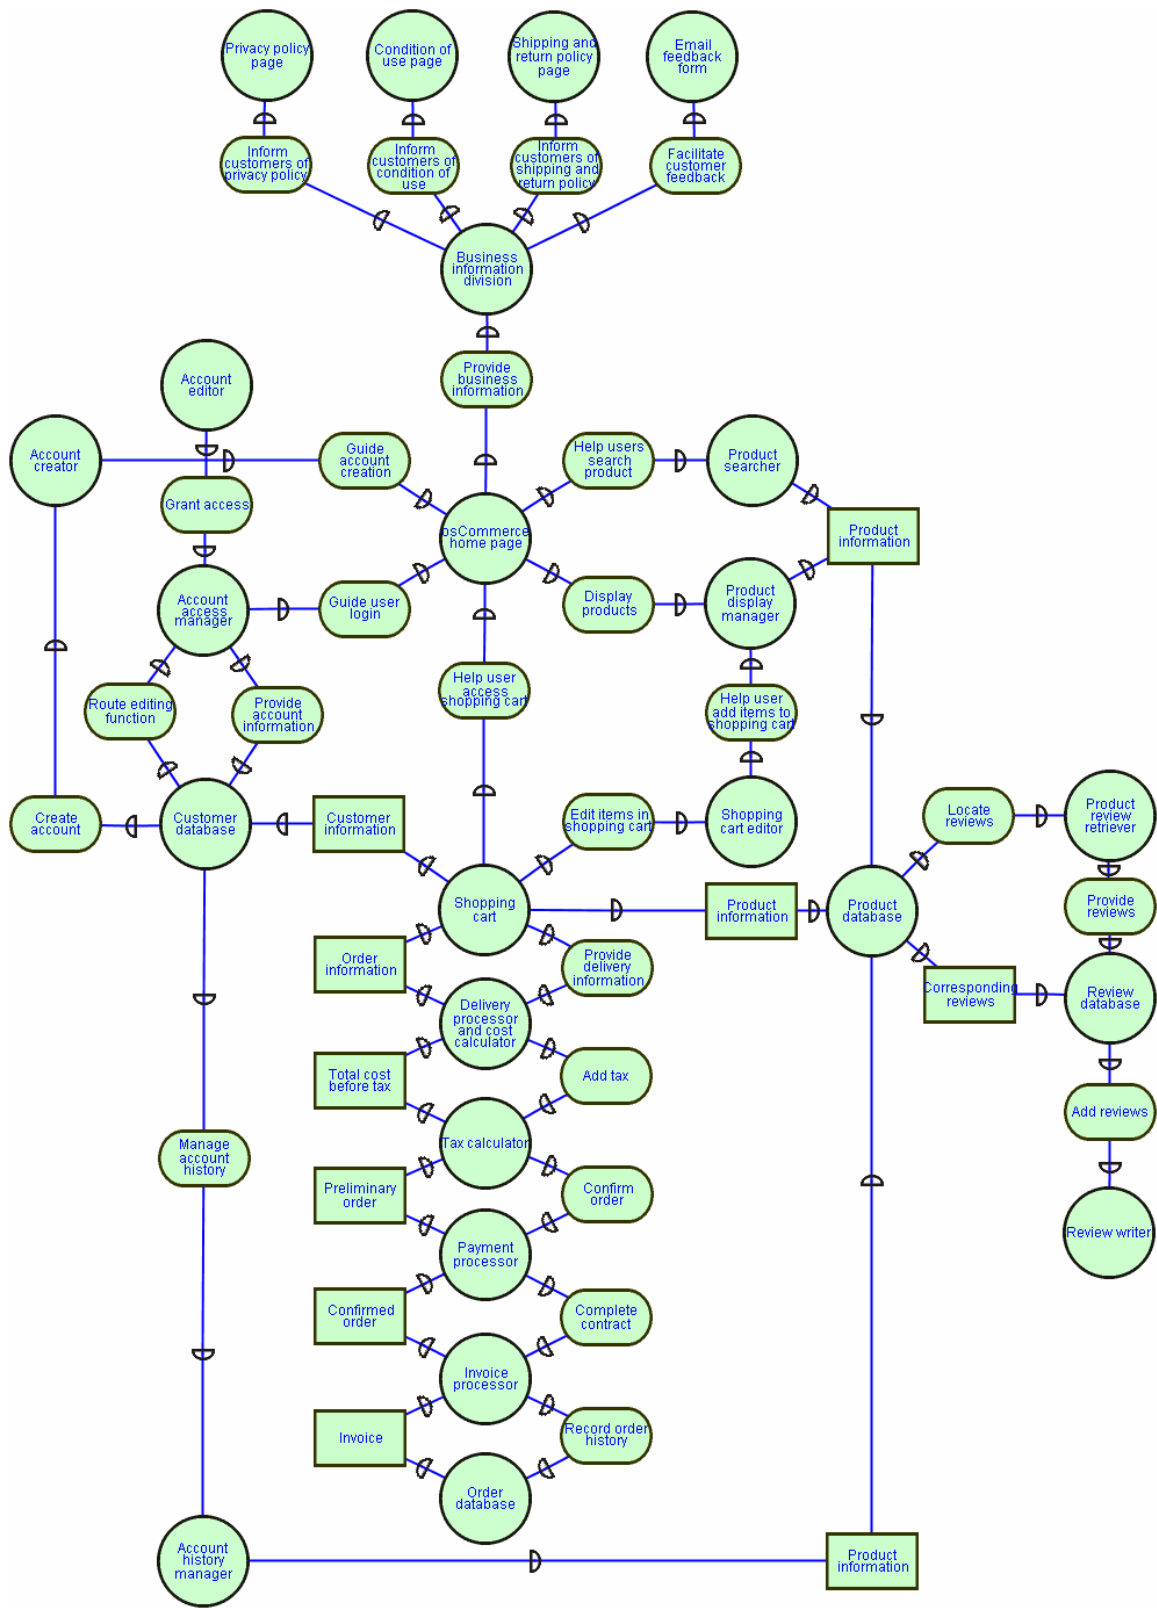 Privacy policy
page
Condition of
use page
Shipping and
return policy
page
Email
feedback
form
Inform
customers of
privacy policy
Inform
customers of
condition of
use
Inform
customers of
shipping and
return policy
Facilitate
customer
feedback
Business
information
division
Provide
business
information
Account
editor
Account
creator
Guide
account
creation
Help users
search
product
Product
searcher
Grant access
osCommerce
home page
Product
information
Account
access
manager
Guide user
login
Display
products
Product
display
manager
Route editing
function
Provide
account
information
Help user
access
shopping cart
Help user
add items to
shopping cart
Create
account
Customer
database
Customer
information
Edit items in
shopping cart
Shopping
cart editor
Locate
reviews
Product
review
retriever
Shopping
cart
Product
information
Product
database
Provide
reviews
Order
information
Provide
delivery
information
Corresponding
reviews
Review
database
Delivery
processor
and cost
calculator
Total cost
before tax
Add tax
Add reviews
Tax calculator
Manage
account
history
Preliminary
order
Confirm
order
Review writer
Payment
processor
Confirmed
order
Complete
contract
Invoice
processor
Invoice
Record order
history
Order
database
Account
history
manager
Product
information